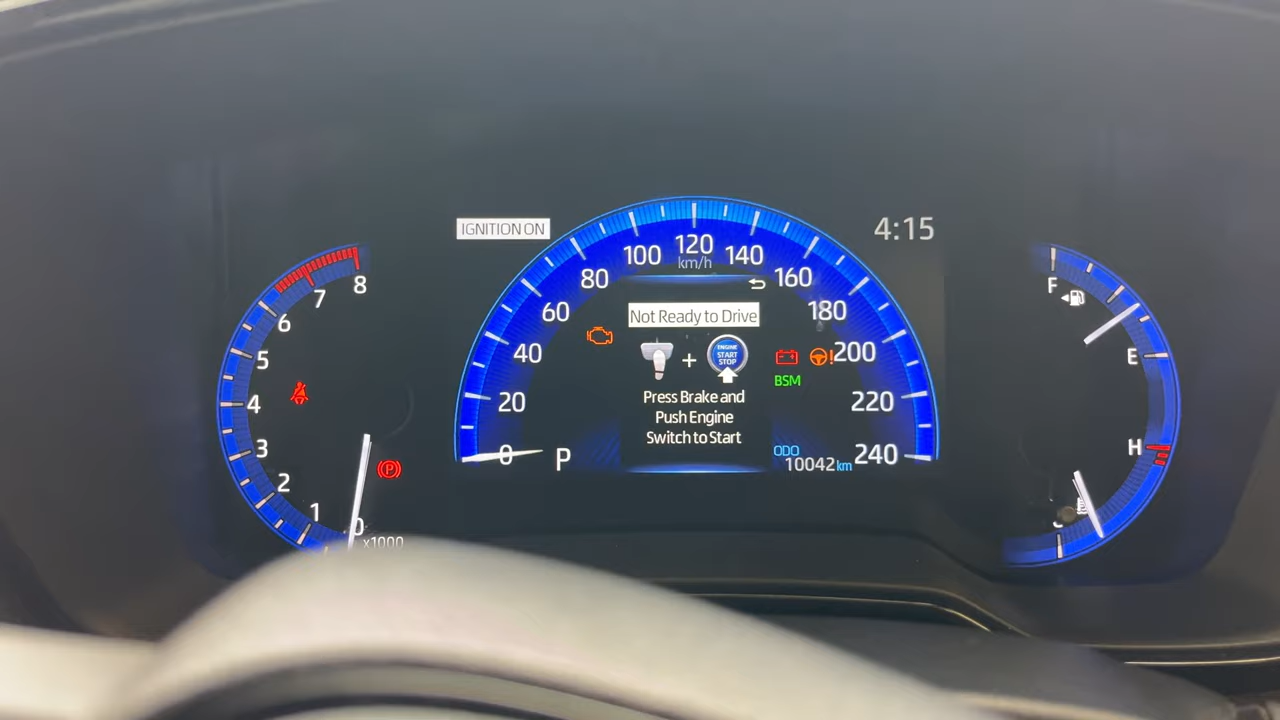 IGNITION ON
4:15
8
7
6
5
4
3
2
1
0
x1000
0
20
40
60
80
100
120
140
160
180
200
220
240
km/h
Not Ready to Drive
+
ENGINE
START
STOP
Press Brake and
Push Engine
Switch to Start
BSM
!
P
P
ODO
10042 km
F
E
H